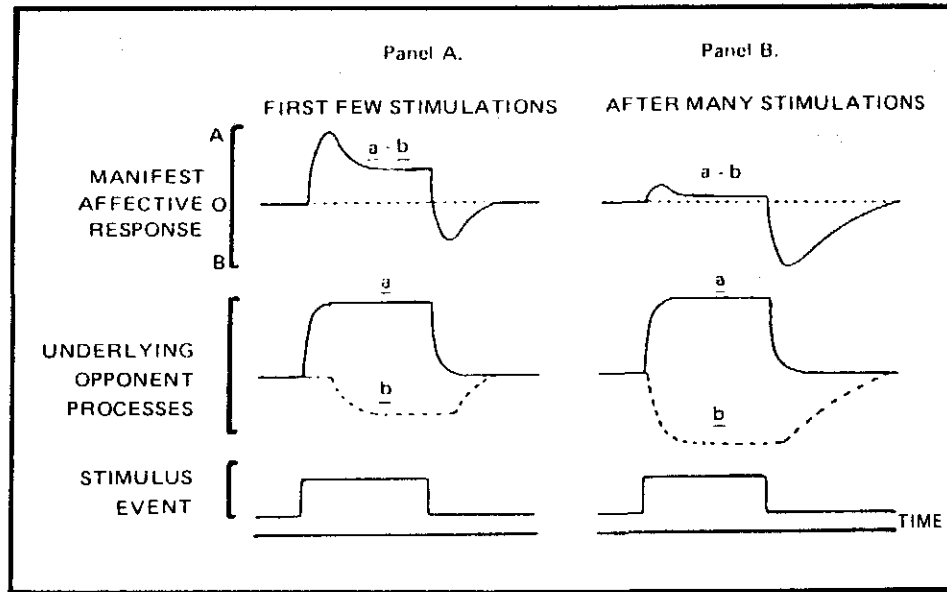 Panel A.
Panel B.
FIRST FEW STIMULATIONS
AFTER MANY STIMULATIONS
A
MANIFEST
AFFECTIVE O
RESPONSE
B
a - b
a - b
UNDERLYING
OPPONENT
PROCESSES
a
b
a
b
STIMULUS
EVENT
TIME